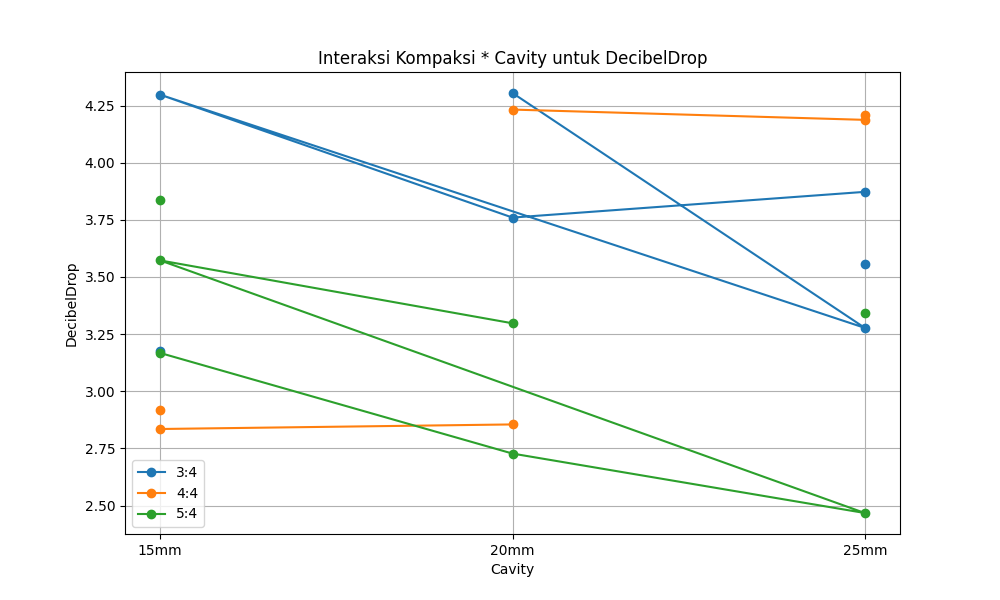 Interaksi Kompaksi * Cavity untuk DecibelDrop
DecibelDrop
4.25
4.00
3.75
3.50
3.25
3.00
2.75
2.50
3:4
4:4
5:4
15mm
20mm
25mm
Cavity